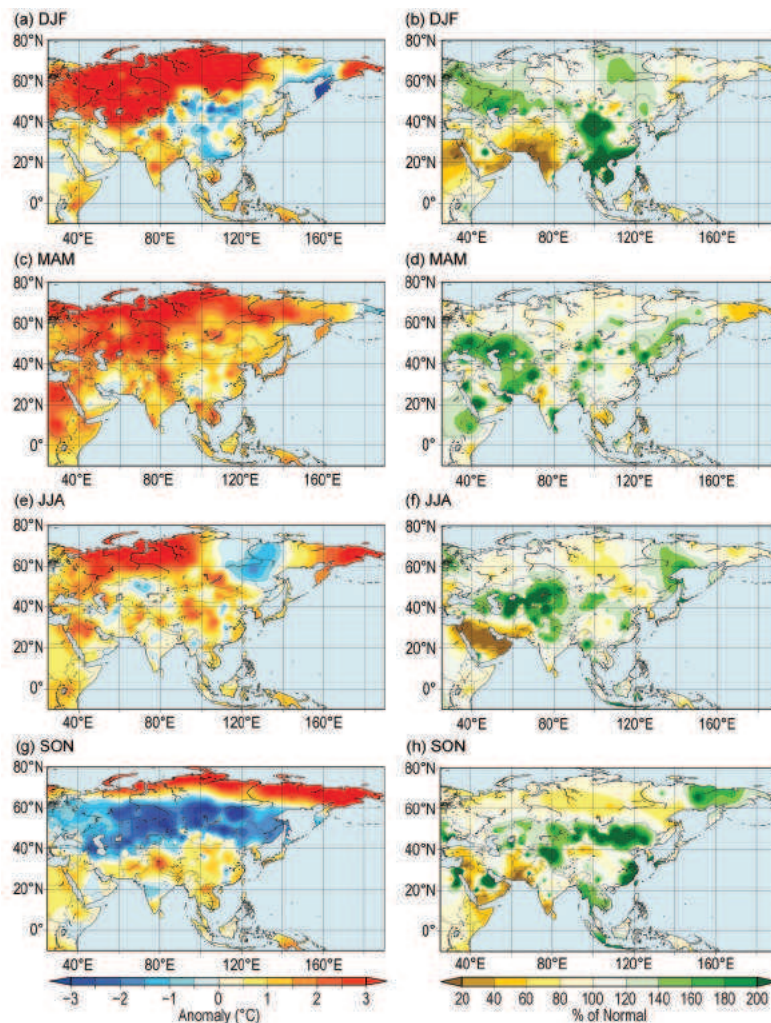 (a) DJF
(b) DJF
80°N
80°N
60°N
60°N
40°N
40°N
20°N
20°N
0°
0°
40°E 80°E 120°E 160°E
40°E 80°E 120°E 160°E
(c) MAM
(d) MAM
80°N
80°N
60°N
60°N
40°N
40°N
20°N
20°N
0°
0°
40°E 80°E 120°E 160°E
40°E 80°E 120°E 160°E
(e) JJA
(f) JJA
80°N
80°N
60°N
60°N
40°N
40°N
20°N
20°N
0°
0°
40°E 80°E 120°E 160°E
40°E 80°E 120°E 160°E
(g) SON
(h) SON
80°N
80°N
60°N
60°N
40°N
40°N
20°N
20°N
0°
0°
40°E 80°E 120°E 160°E
40°E 80°E 120°E 160°E
−3 −2 −1 0 1 2 3
20 40 60 80 100 120 140 160 180 200
Anomaly (°C)
% of Normal